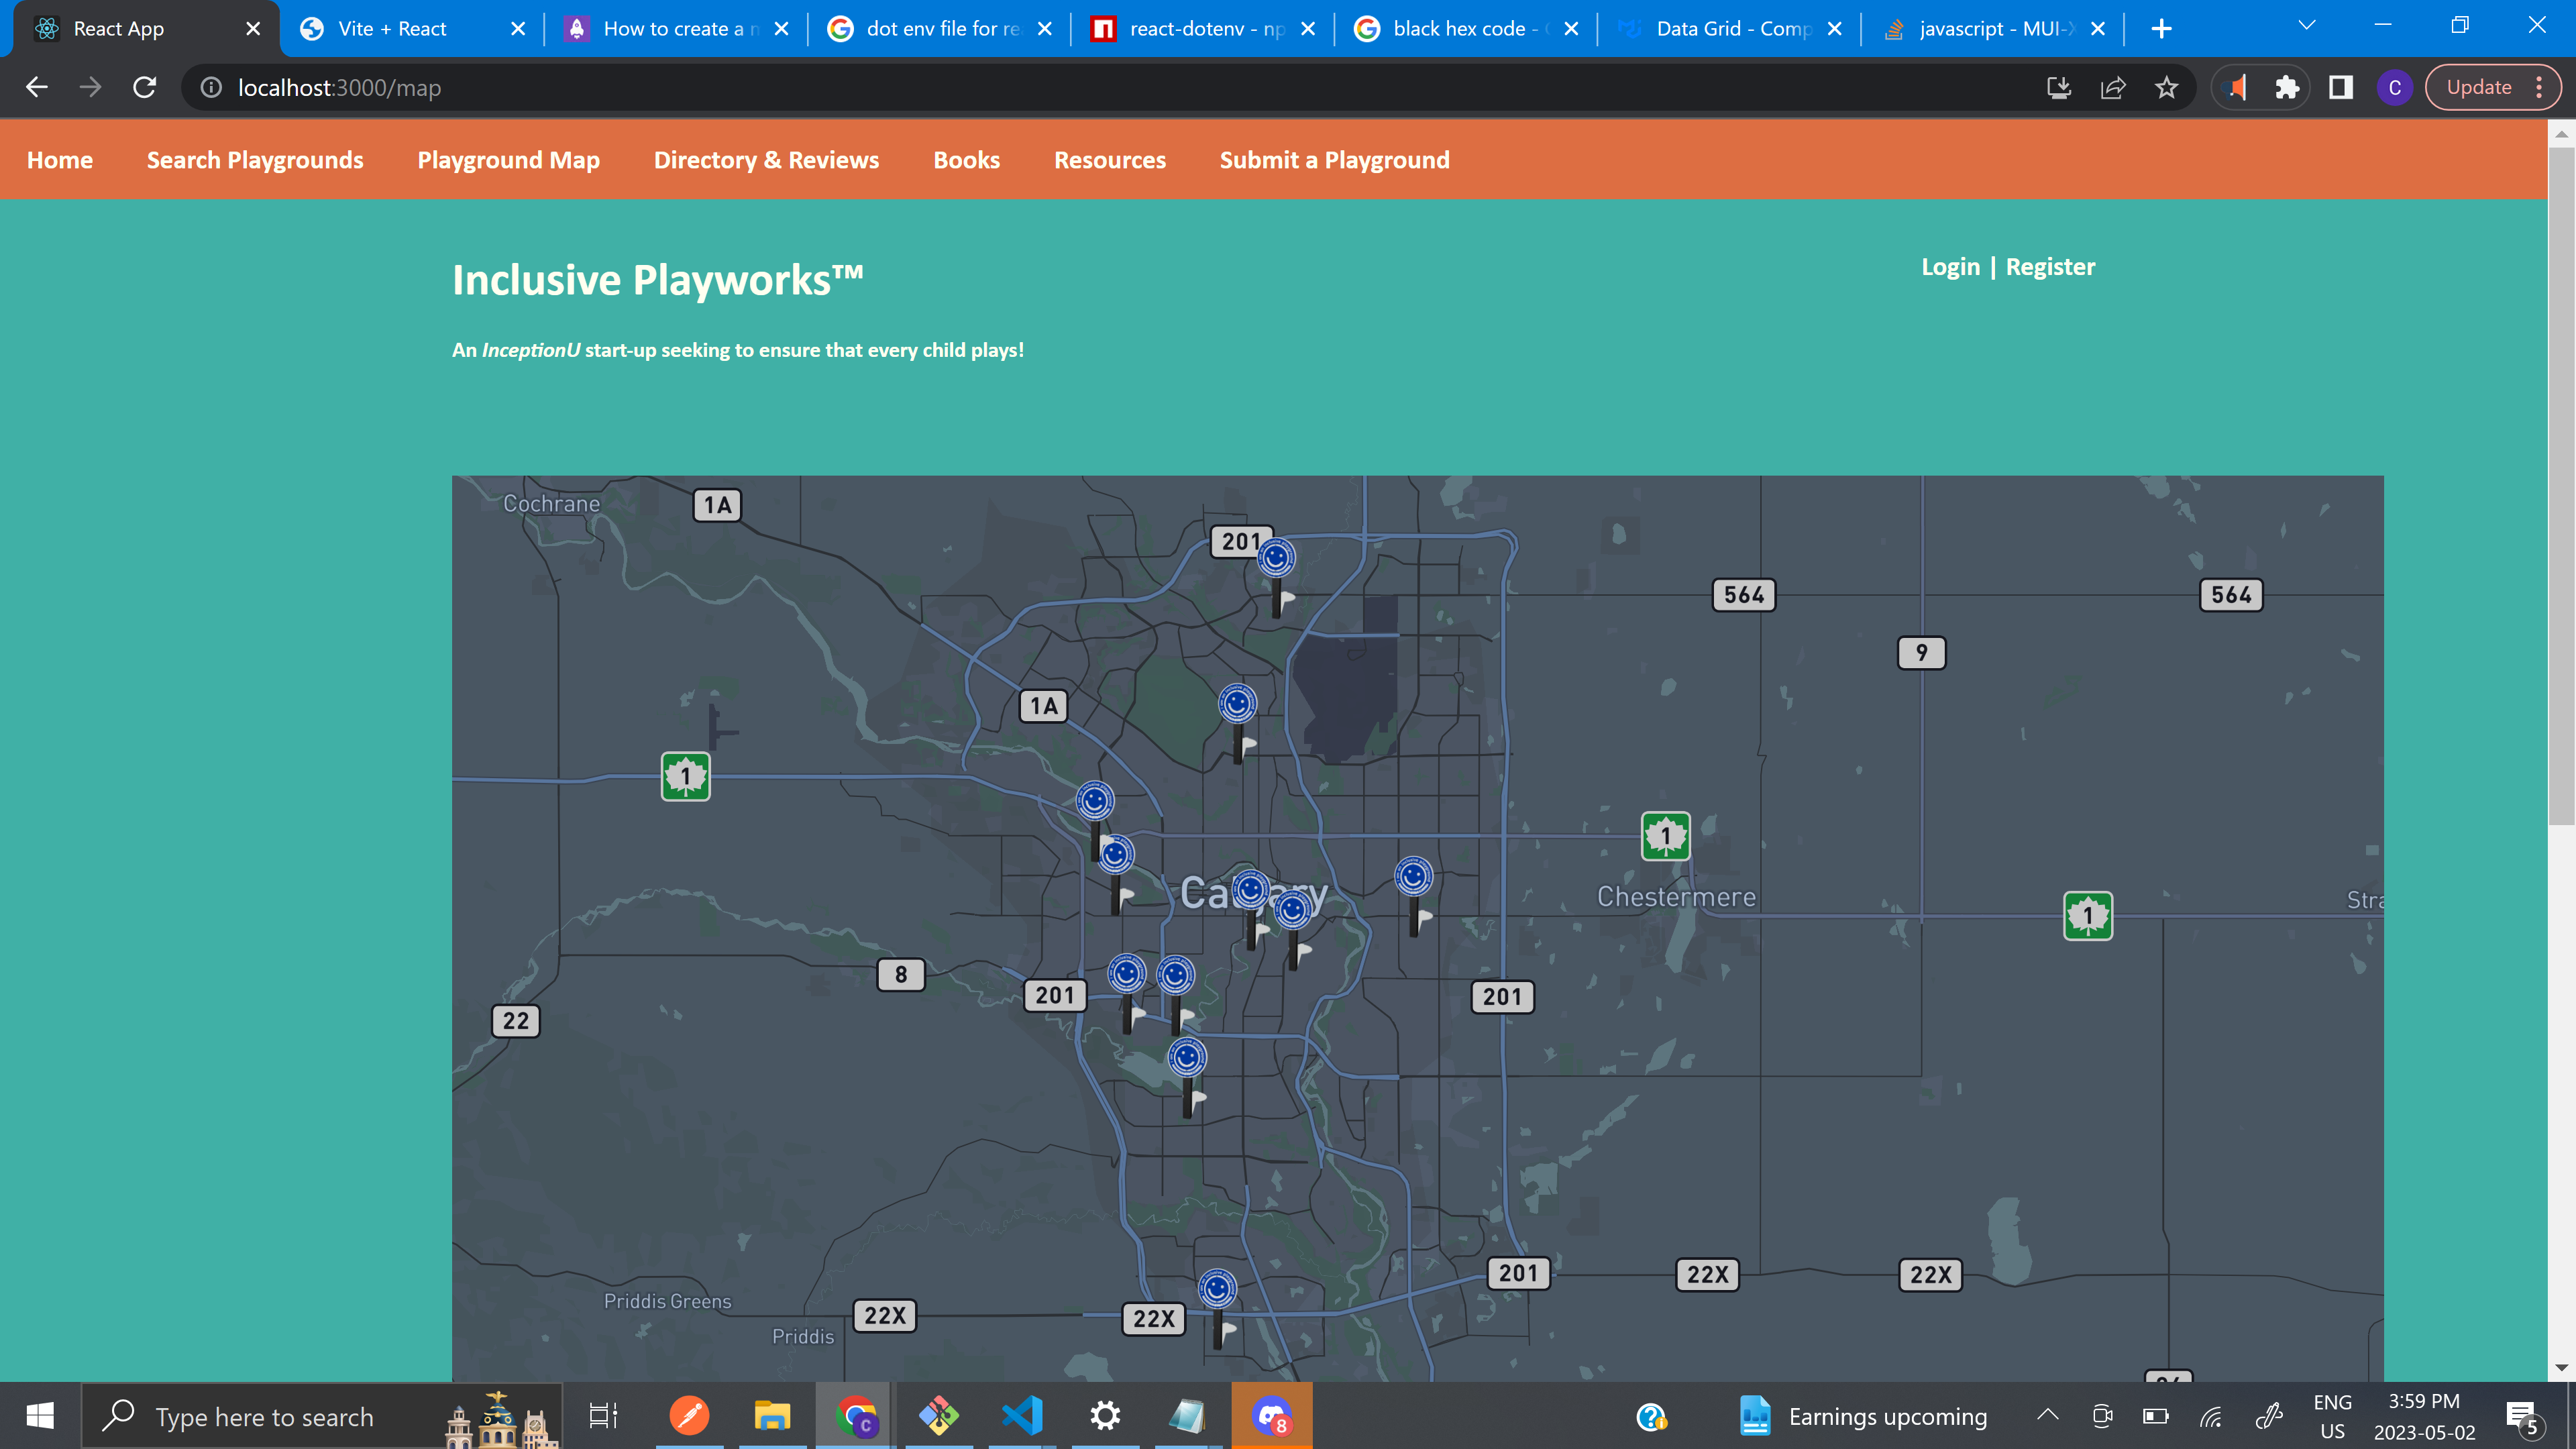 React App
Vite + React
How to create a n
dot env file for re
react-dotenv - np
black hex code - G
Data Grid - Comp
javascript - MUI-X
localhost:3000/map
C
Update
Home
Search Playgrounds
Playground Map
Directory & Reviews
Books
Resources
Submit a Playground
Inclusive Playworks™
Login | Register
An InceptionU start-up seeking to ensure that every child plays!
Cochrane
1A
201
564
564
9
1A
1
1
Chestermere
Stra
1
8
201
201
22
201
22X
22X
Priddis Greens
22X
22X
Priddis
Type here to search
C
8
Earnings upcoming
ENG
US
3:59 PM
2023-05-02
5